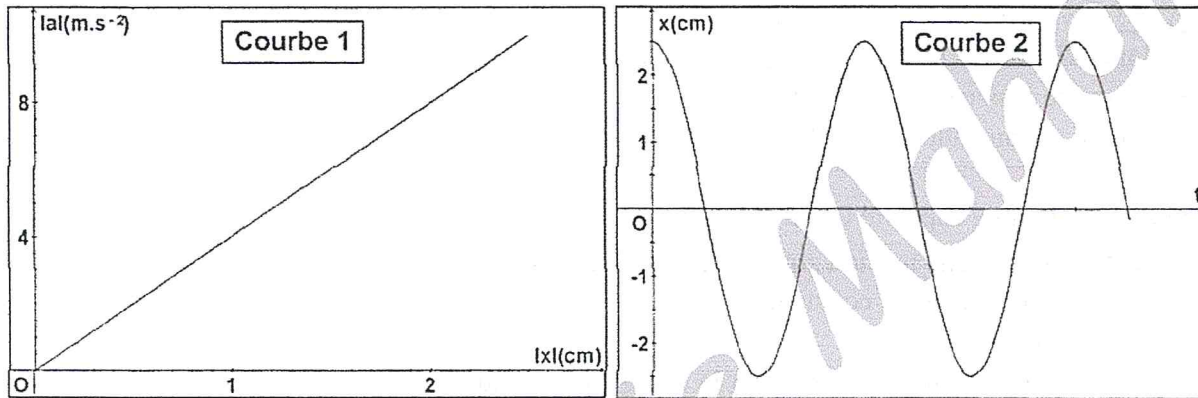 |a|(m.s⁻²)
Courbe 1
8
4
O
1
2
|x|(cm)
x(cm)
Courbe 2
2
1
O
t
-1
-2